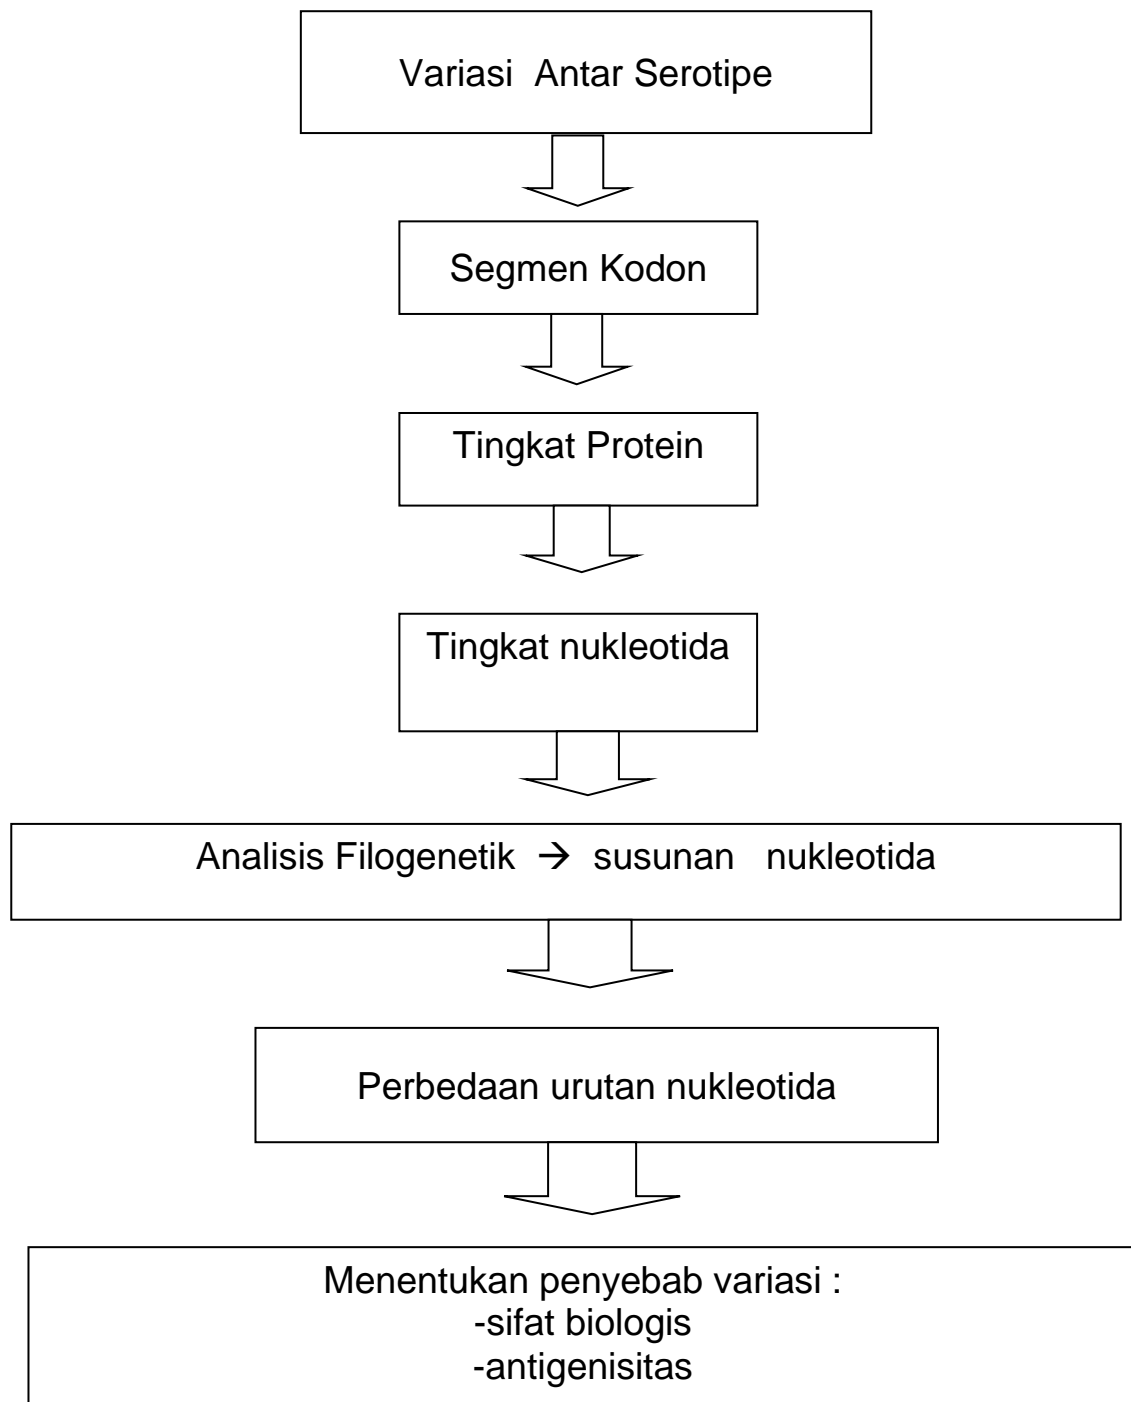 Variasi Antar Serotipe
Segmen Kodon
Tingkat Protein
Tingkat nukleotida
Analisis Filogenetik → susunan nukleotida
Perbedaan urutan nukleotida
Menentukan penyebab variasi :
-sifat biologis
-antigenisitas